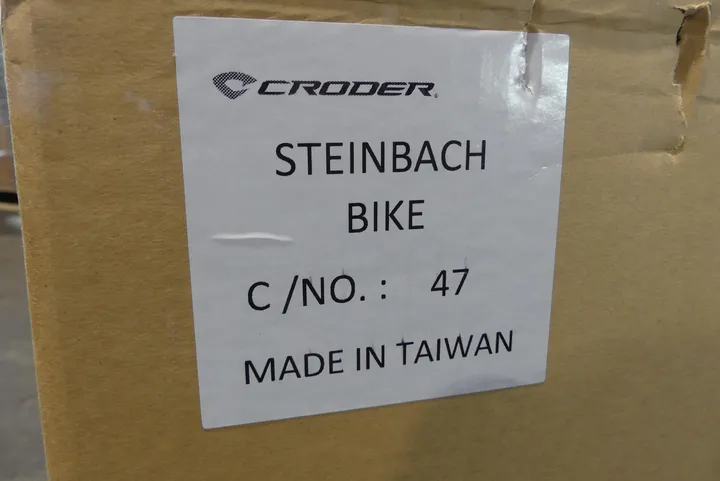 CRODER®
STEINBACH
BIKE
C /NO. : 47
MADE IN TAIWAN